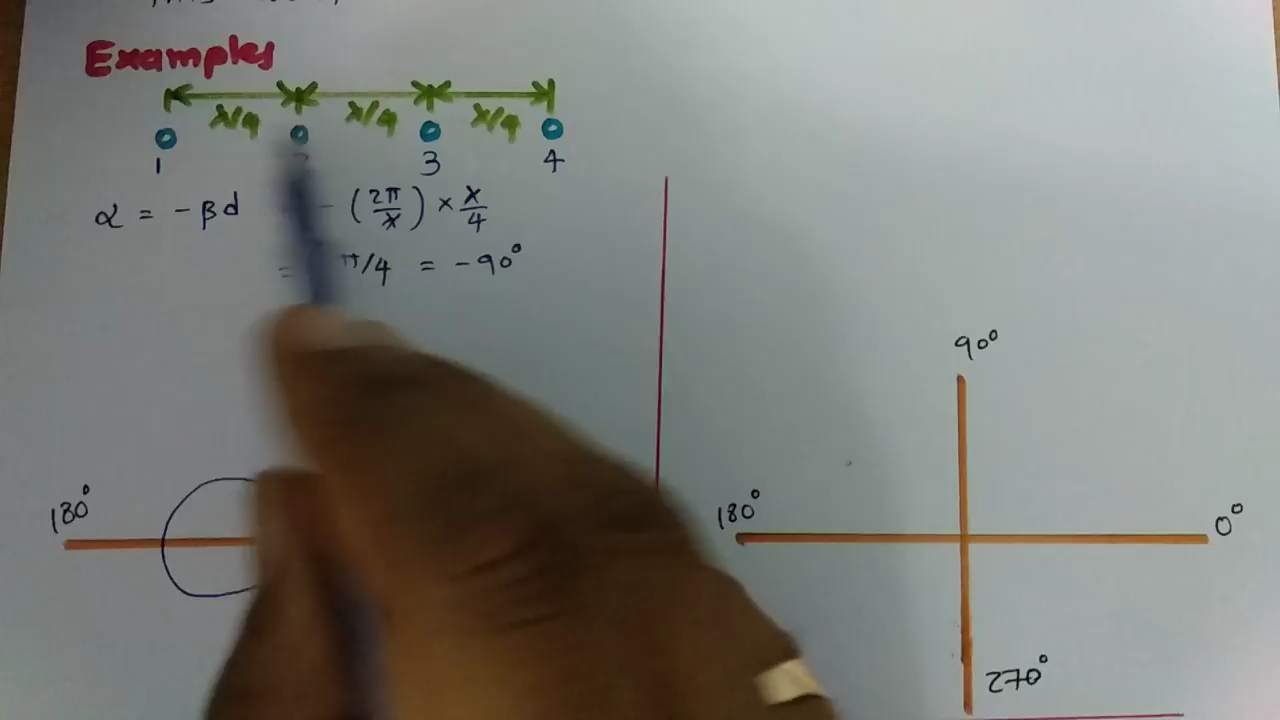 Examples
λ/4 λ/4 λ/4
1 3 4
α = -βd - (2π/λ) × λ/4
= π/4 = -90°
90°
180°
180° 0°
270°